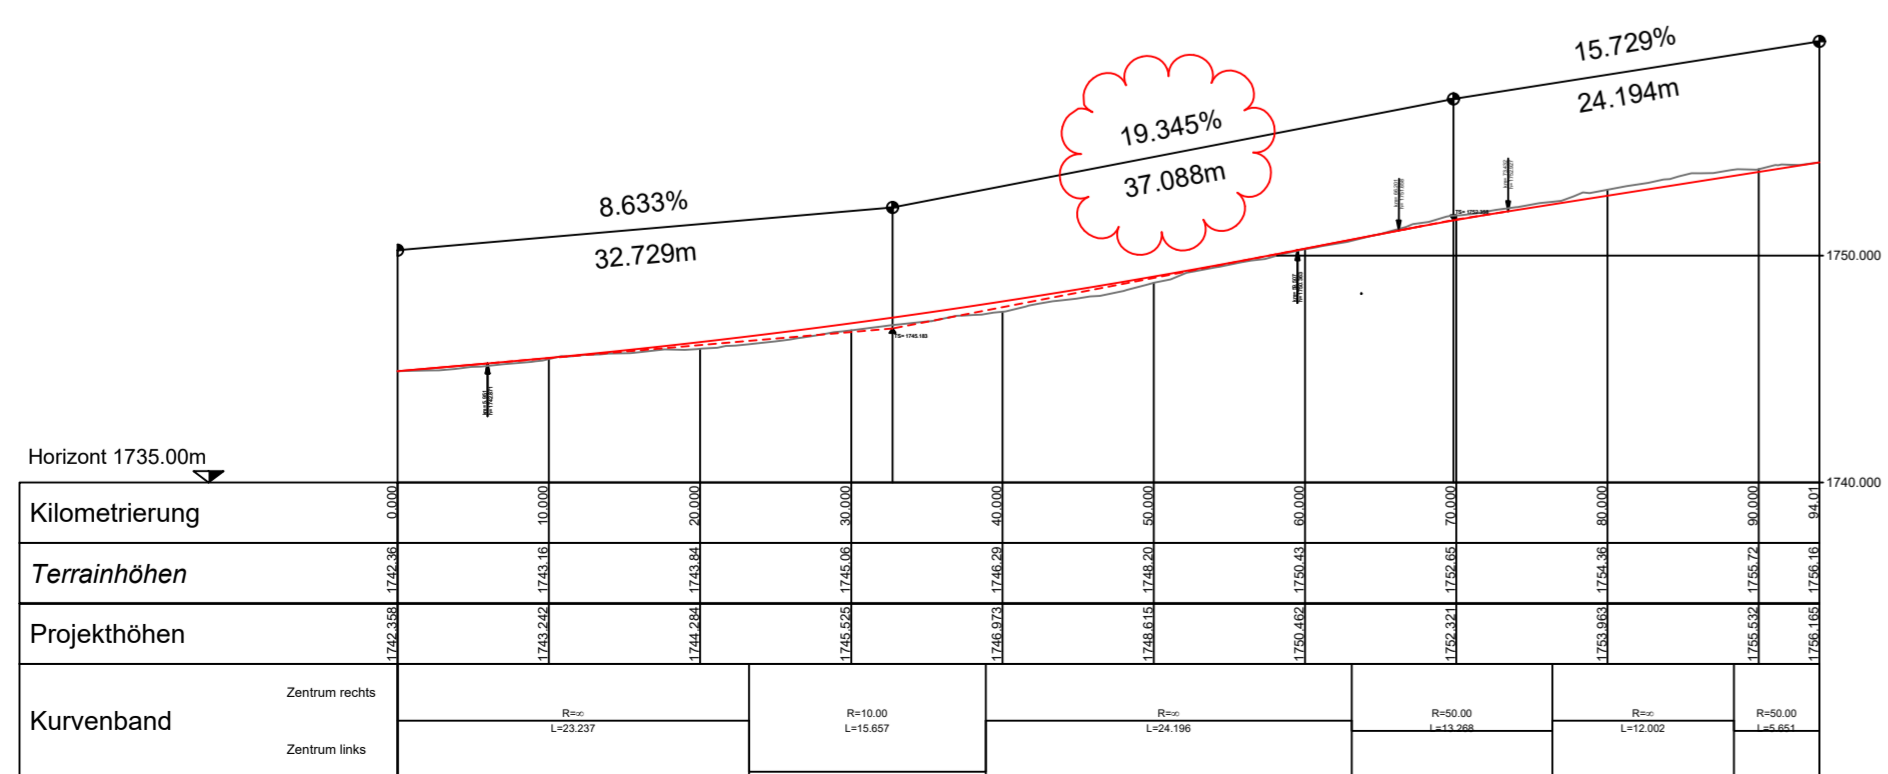 15.729%
24.194m
19.345%
37.088m
8.633%
32.729m
TS= 1745.183
1750.000
Horizont 1735.00m
1740.000
Kilometrierung 0.000 10.000 20.000 30.000 40.000 50.000 60.000 70.000 80.000 90.000 94.01
Terrainhöhen 1742.36 1743.16 1743.84 1745.06 1746.29 1748.20 1750.43 1752.65 1754.36 1755.72 1756.16
Projekthöhen 1742.358 1743.242 1744.284 1745.525 1746.973 1748.615 1750.462 1752.321 1753.963 1755.532 1756.165
Zentrum rechts
Kurvenband
Zentrum links
R=∞
L=23.237
R=10.00
L=15.657
R=∞
L=24.196
R=50.00
L=13.268
R=∞
L=12.002
R=50.00
L=5.651